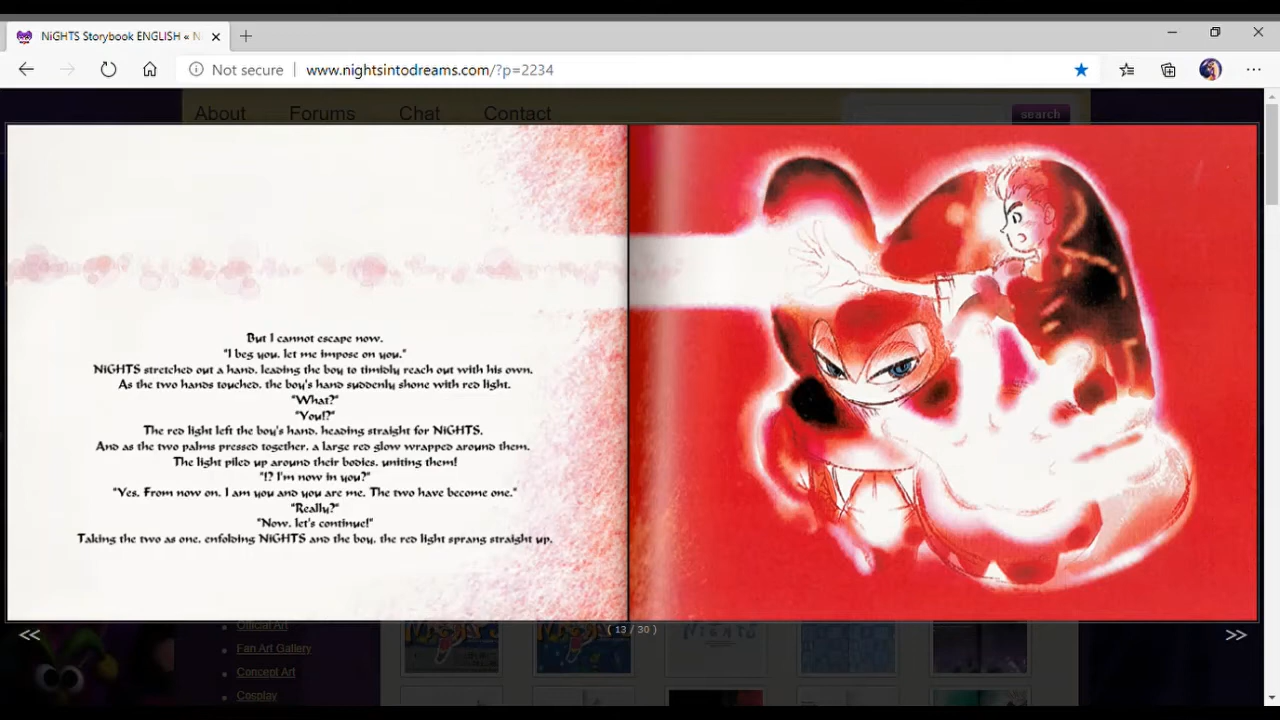 NiGHTS Storybook ENGLISH « N
Not secure
www.nightsintodreams.com/?p=2234
About Forums Chat Contact
search
But I cannot escape now.
"I beg you, let me impose on you."
NiGHTS stretched out a hand, leading the boy to timidly reach out with his own.
As the two hands touched, the boy's hand suddenly shone with red light.
"What?"
"You!?"
The red light left the boy's hand, heading straight for NiGHTS.
And as the two palms pressed together, a large red glow wrapped around them.
The light piled up around their bodies, uniting them!
"!? I'm now in you?"
"Yes. From now on, I am you and you are me. The two have become one."
"Really?"
"Now, let's continue!"
Taking the two as one, enfolding NiGHTS and the boy, the red light sprang straight up.
<<
( 13 / 30 )
>>
Official Art
Fan Art Gallery
Concept Art
Cosplay